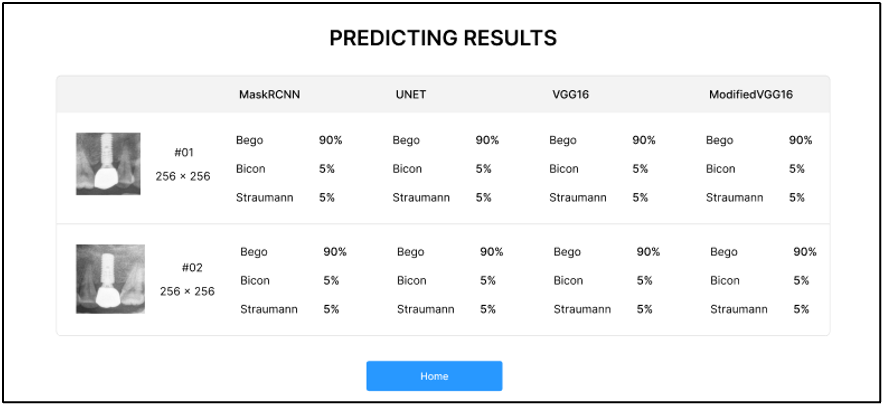 PREDICTING RESULTS
MaskRCNN UNET VGG16 ModifiedVGG16
Bego 90% Bego 90% Bego 90% Bego 90%
#01
Bicon 5% Bicon 5% Bicon 5% Bicon 5%
256 × 256
Straumann 5% Straumann 5% Straumann 5% Straumann 5%
Bego 90% Bego 90% Bego 90% Bego 90%
#02
Bicon 5% Bicon 5% Bicon 5% Bicon 5%
256 × 256
Straumann 5% Straumann 5% Straumann 5% Straumann 5%
Home